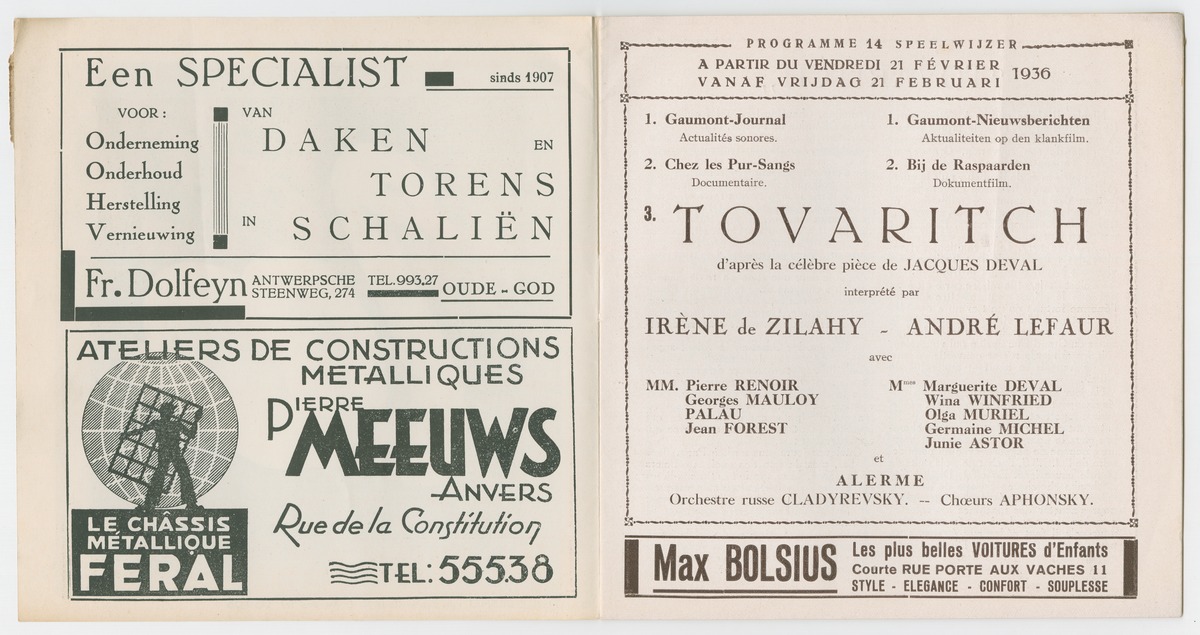 Een SPECIALIST sinds 1907
VOOR : VAN
Onderneming
Onderhoud
Herstelling
Vernieuwing
DAKEN EN
TORENS
IN SCHALIËN
Fr. Dolfeyn ANTWERPSCHE STEENWEG, 274 TEL. 993.27 OUDE - GOD
ATELIERS DE CONSTRUCTIONS
METALLIQUES
PIERRE
MEEUWS
ANVERS
Rue de la Constitution
TEL: 555.38
LE CHÂSSIS
MÉTALLIQUE
FERAL
PROGRAMME 14 SPEELWIJZER
A PARTIR DU VENDREDI 21 FÉVRIER
VANAF VRIJDAG 21 FEBRUARI
1936
1. Gaumont-Journal
Actualités sonores.
2. Chez les Pur-Sangs
Documentaire.
1. Gaumont-Nieuwsberichten
Aktualiteiten op den klankfilm.
2. Bij de Raspaarden
Dokumentfilm.
3. TOVARITCH
d'après la célèbre pièce de JACQUES DEVAL
interprété par
IRÈNE de ZILAHY - ANDRÉ LEFAUR
avec
MM. Pierre RENOIR
Georges MAULOY
PALAU
Jean FOREST
Mmes Marguerite DEVAL
Wina WINFRIED
Olga MURIEL
Germaine MICHEL
Junie ASTOR
et
ALERME
Orchestre russe CLADYREVSKY. -- Chœurs APHONSKY.
Max BOLSIUS
Les plus belles VOITURES d'Enfants
Courte RUE PORTE AUX VACHES 11
STYLE - ELEGANCE - CONFORT - SOUPLESSE